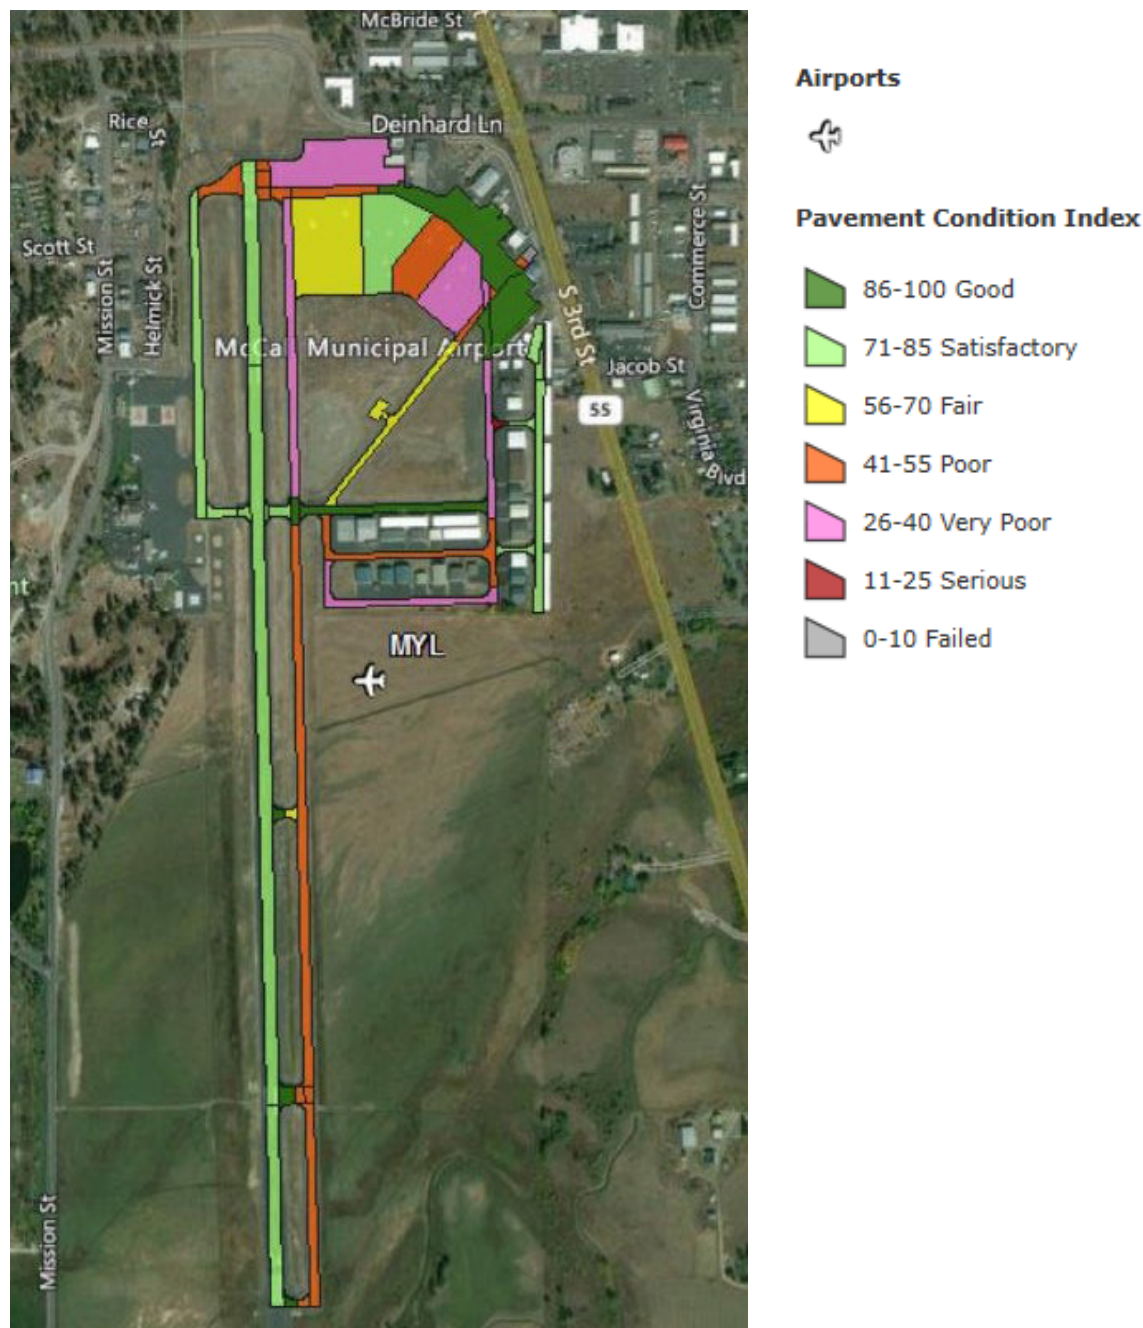 McBride St
Rice
St
Deinhard Ln
Scott St
Mission St
Helmick St
Commerce St
S 3rd St
McCa Municipal Airport
Jacob St
55
Virginia
Blvd
nt
MYL
Mission St
Airports
Pavement Condition Index
86-100 Good
71-85 Satisfactory
56-70 Fair
41-55 Poor
26-40 Very Poor
11-25 Serious
0-10 Failed